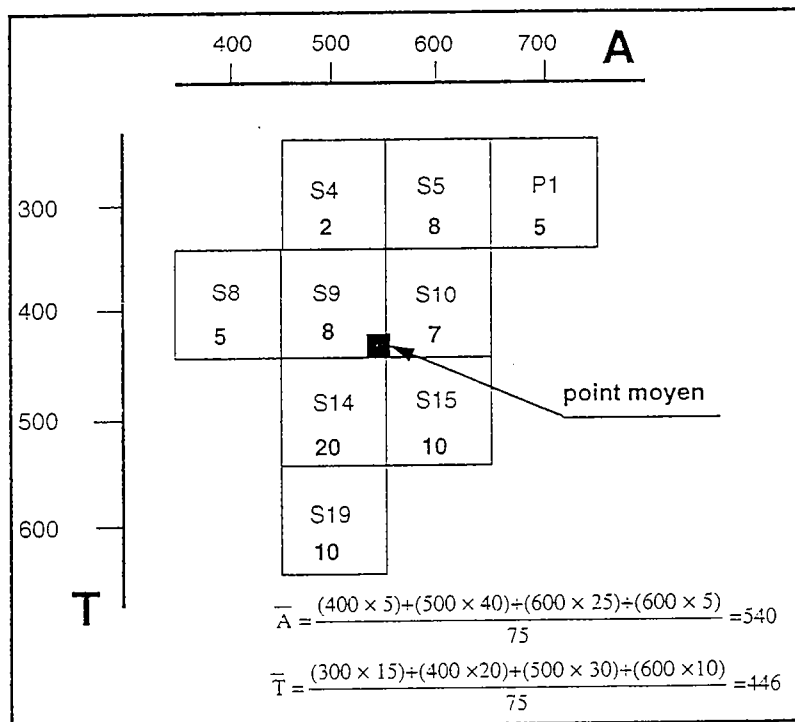 400 500 600 700 A
S4 S5 P1
300
2 8 5
S8 S9 S10
400
5 8 7
point moyen
S14 S15
500
20 10
S19
600
10
T
A̅ = (400 × 5)+(500 × 40)+(600 × 25)+(600 × 5) / 75 =540
T̅ = (300 × 15)+(400 ×20)+(500 × 30)+(600 ×10) / 75 =446